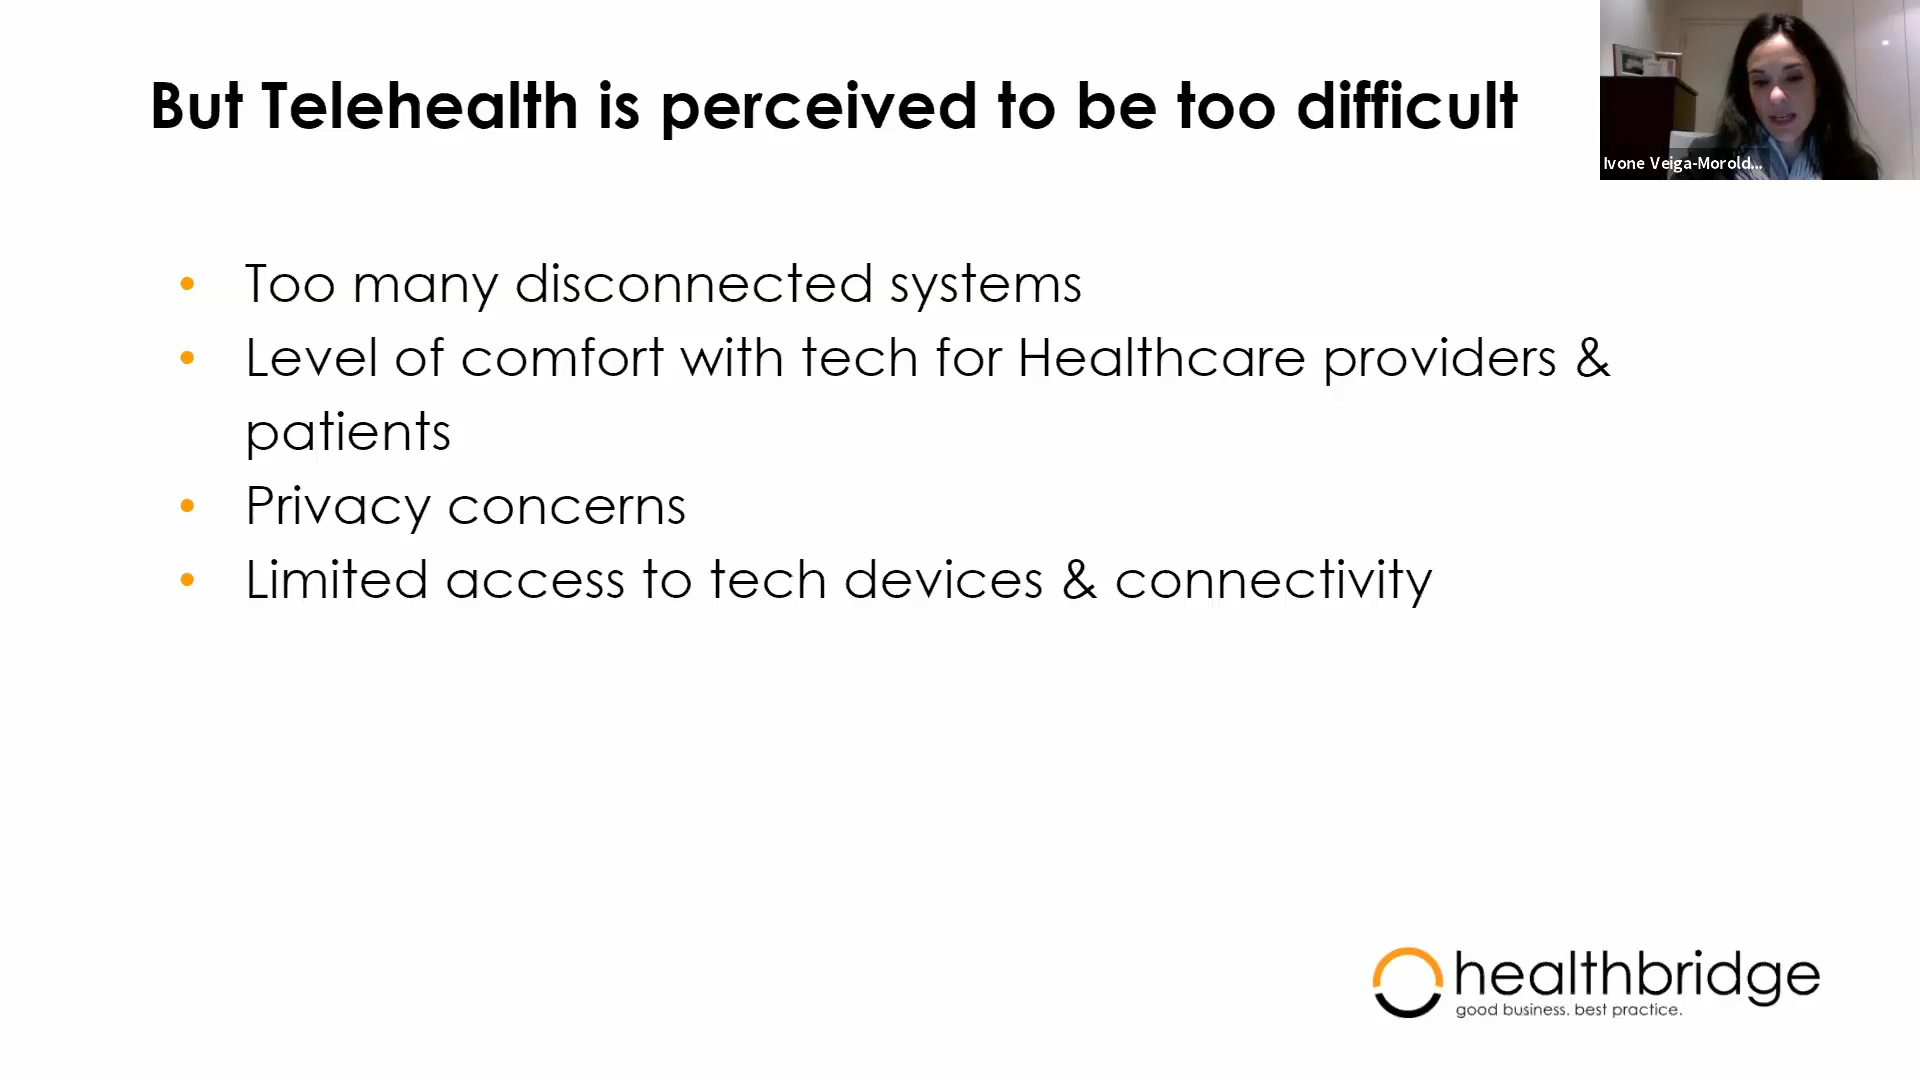 But Telehealth is perceived to be too difficult
Ivone Veiga-Morold...
• Too many disconnected systems
• Level of comfort with tech for Healthcare providers &
patients
• Privacy concerns
• Limited access to tech devices & connectivity
healthbridge
good business. best practice.